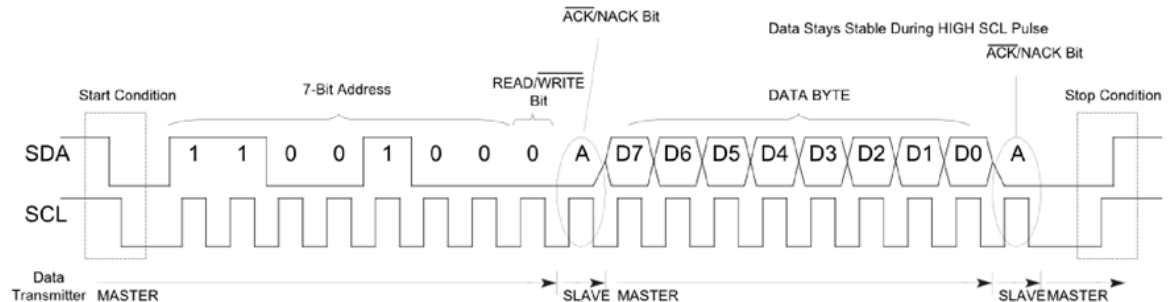 ACK/NACK Bit
Data Stays Stable During HIGH SCL Pulse
ACK/NACK Bit
READ/WRITE
Bit
Start Condition
7-Bit Address
DATA BYTE
Stop Condition
SDA 1 1 0 0 1 0 0 0 A D7 D6 D5 D4 D3 D2 D1 D0 A
SCL
Data
Transmitter MASTER SLAVE MASTER SLAVE MASTER